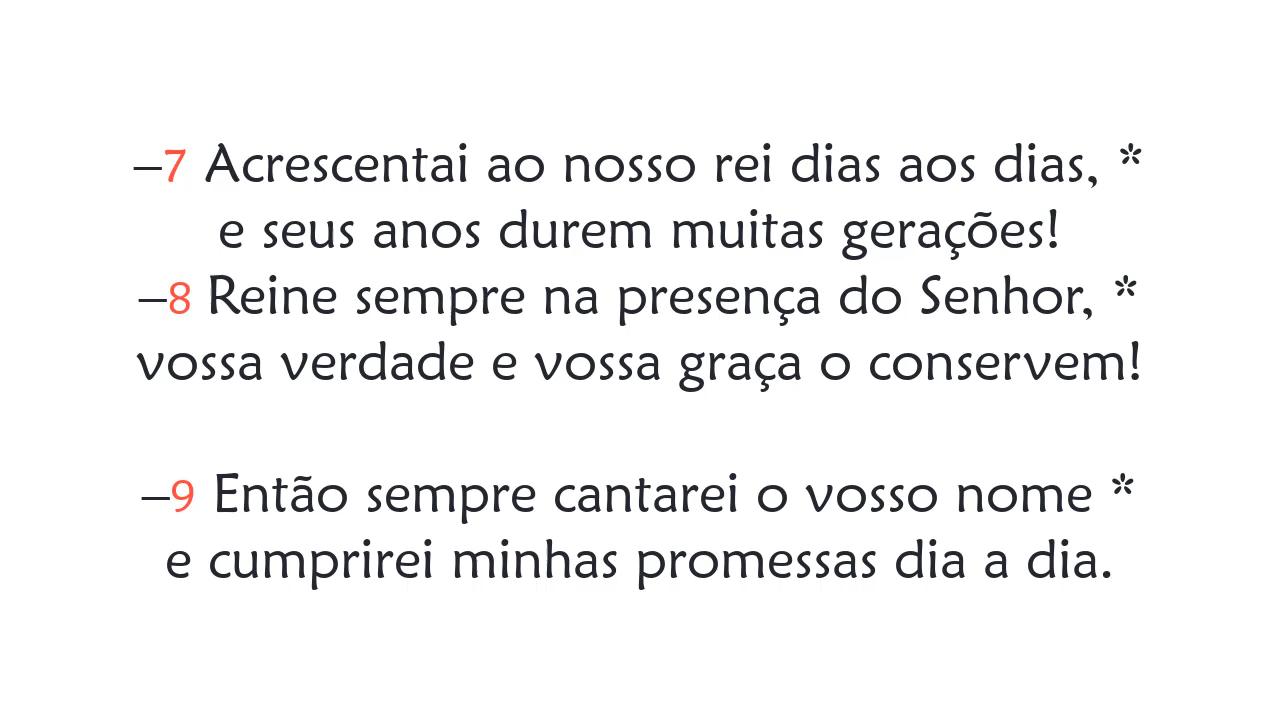 –7 Acrescentai ao nosso rei dias aos dias, *
e seus anos durem muitas gerações!
–8 Reine sempre na presença do Senhor, *
vossa verdade e vossa graça o conservem!
–9 Então sempre cantarei o vosso nome *
e cumprirei minhas promessas dia a dia.